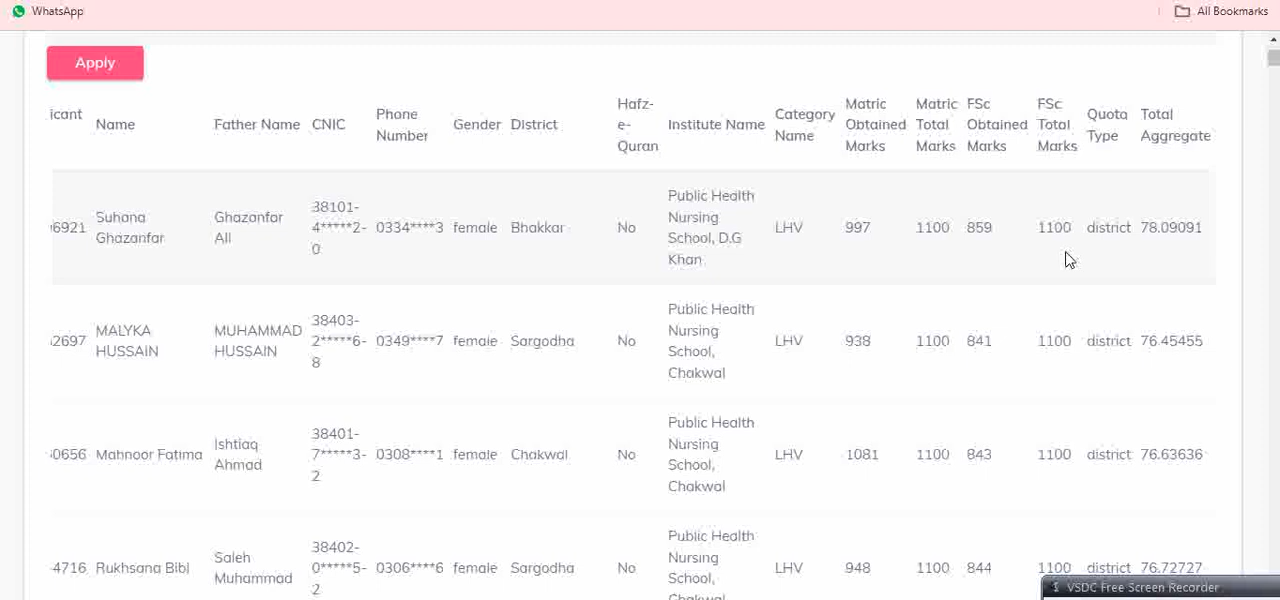 WhatsApp
All Bookmarks
Apply
icant Name Father Name CNIC Phone Number Gender District Hafz-e-Quran Institute Name Category Name Matric Obtained Marks Matric Total Marks FSc Obtained Marks FSc Total Marks Quota Type Total Aggregate
6921 Suhana Ghazanfar Ghazanfar Ali 38101-4*****2-0 0334****3 female Bhakkar No Public Health Nursing School, D.G Khan LHV 997 1100 859 1100 district 78.09091
2697 MALYKA HUSSAIN MUHAMMAD HUSSAIN 38403-2*****6-8 0349****7 female Sargodha No Public Health Nursing School, Chakwal LHV 938 1100 841 1100 district 76.45455
0656 Mahnoor Fatima Ishtiaq Ahmad 38401-7*****3-2 0308****1 female Chakwal No Public Health Nursing School, Chakwal LHV 1081 1100 843 1100 district 76.63636
4716 Rukhsana Bibi Saleh Muhammad 38402-0*****5-2 0306****6 female Sargodha No Public Health Nursing School, Chakwal LHV 948 1100 844 1100 district 76.72727
VSDC Free Screen Recorder